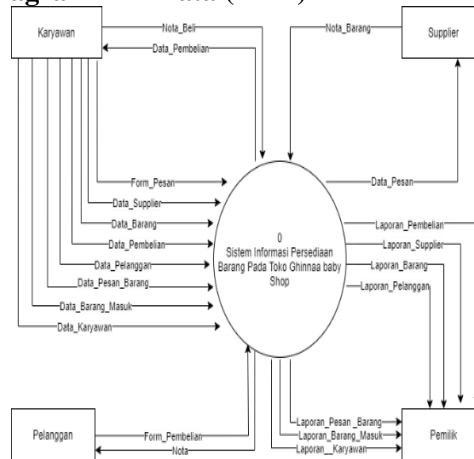 Karyawan
Nota_Beli
Data_Pembelian
Nota_Barang
Supplier
Form_Pesan
Data_Supplier
Data_Barang
Data_Pembelian
Data_Pelanggan
Data_Pesan_Barang
Data_Barang_Masuk
Data_Karyawan
0
Sistem Informasi Persediaan
Barang Pada Toko Ghinnaa baby
Shop
Data_Pesan
Laporan_Pembelian
Laporan_Supplier
Laporan_Barang
Laporan_Pelanggan
Pelanggan
Form_Pembelian
Nota
Laporan_Pesan_Barang
Laporan_Barang_Masuk
Laporan__Karyawan
Pemilik